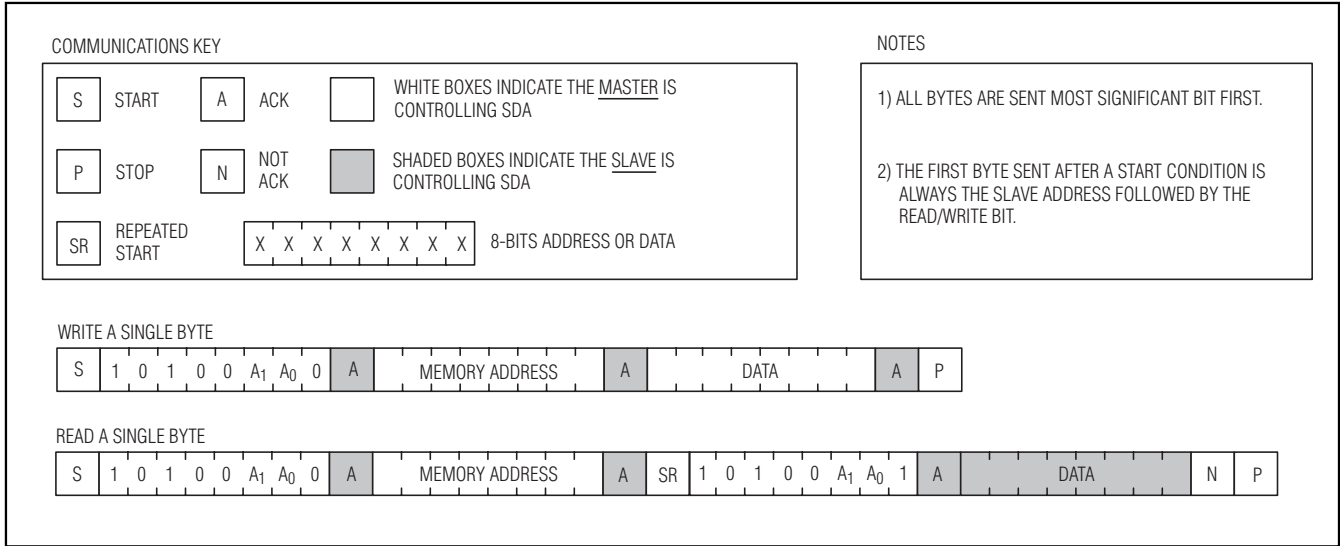 COMMUNICATIONS KEY
S START A ACK WHITE BOXES INDICATE THE MASTER IS
CONTROLLING SDA
P STOP N NOT
ACK SHADED BOXES INDICATE THE SLAVE IS
CONTROLLING SDA
SR REPEATED
START X X X X X X X X 8-BITS ADDRESS OR DATA
NOTES
1) ALL BYTES ARE SENT MOST SIGNIFICANT BIT FIRST.
2) THE FIRST BYTE SENT AFTER A START CONDITION IS
ALWAYS THE SLAVE ADDRESS FOLLOWED BY THE
READ/WRITE BIT.
WRITE A SINGLE BYTE
S 1 0 1 0 0 A₁ A₀ 0 A MEMORY ADDRESS A DATA A P
READ A SINGLE BYTE
S 1 0 1 0 0 A₁ A₀ 0 A MEMORY ADDRESS A SR 1 0 1 0 0 A₁ A₀ 1 A DATA N P